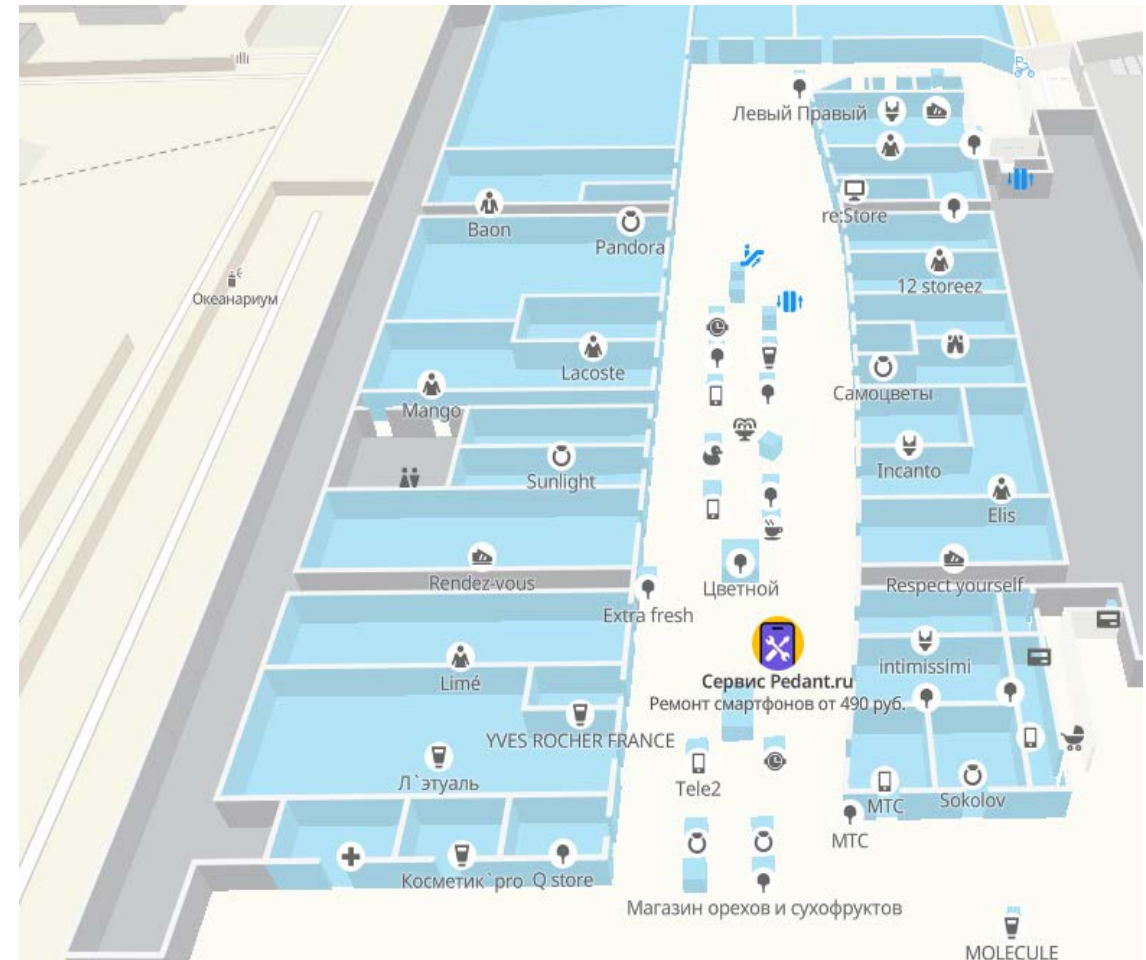 P
Левый Правый
re:Store
Baon
Pandora
12 storeez
Океанариум
Lacoste
Самоцветы
Mango
Incanto
Sunlight
Elis
Rendez-vous
Respect yourself
Цветной
Extra fresh
intimissimi
Limé
Сервис Pedant.ru
Ремонт смартфонов от 490 руб.
YVES ROCHER FRANCE
Л`этуаль
Tele2
МТС
Sokolov
МТС
Косметик`pro
Q store
Магазин орехов и сухофруктов
MOLECULE